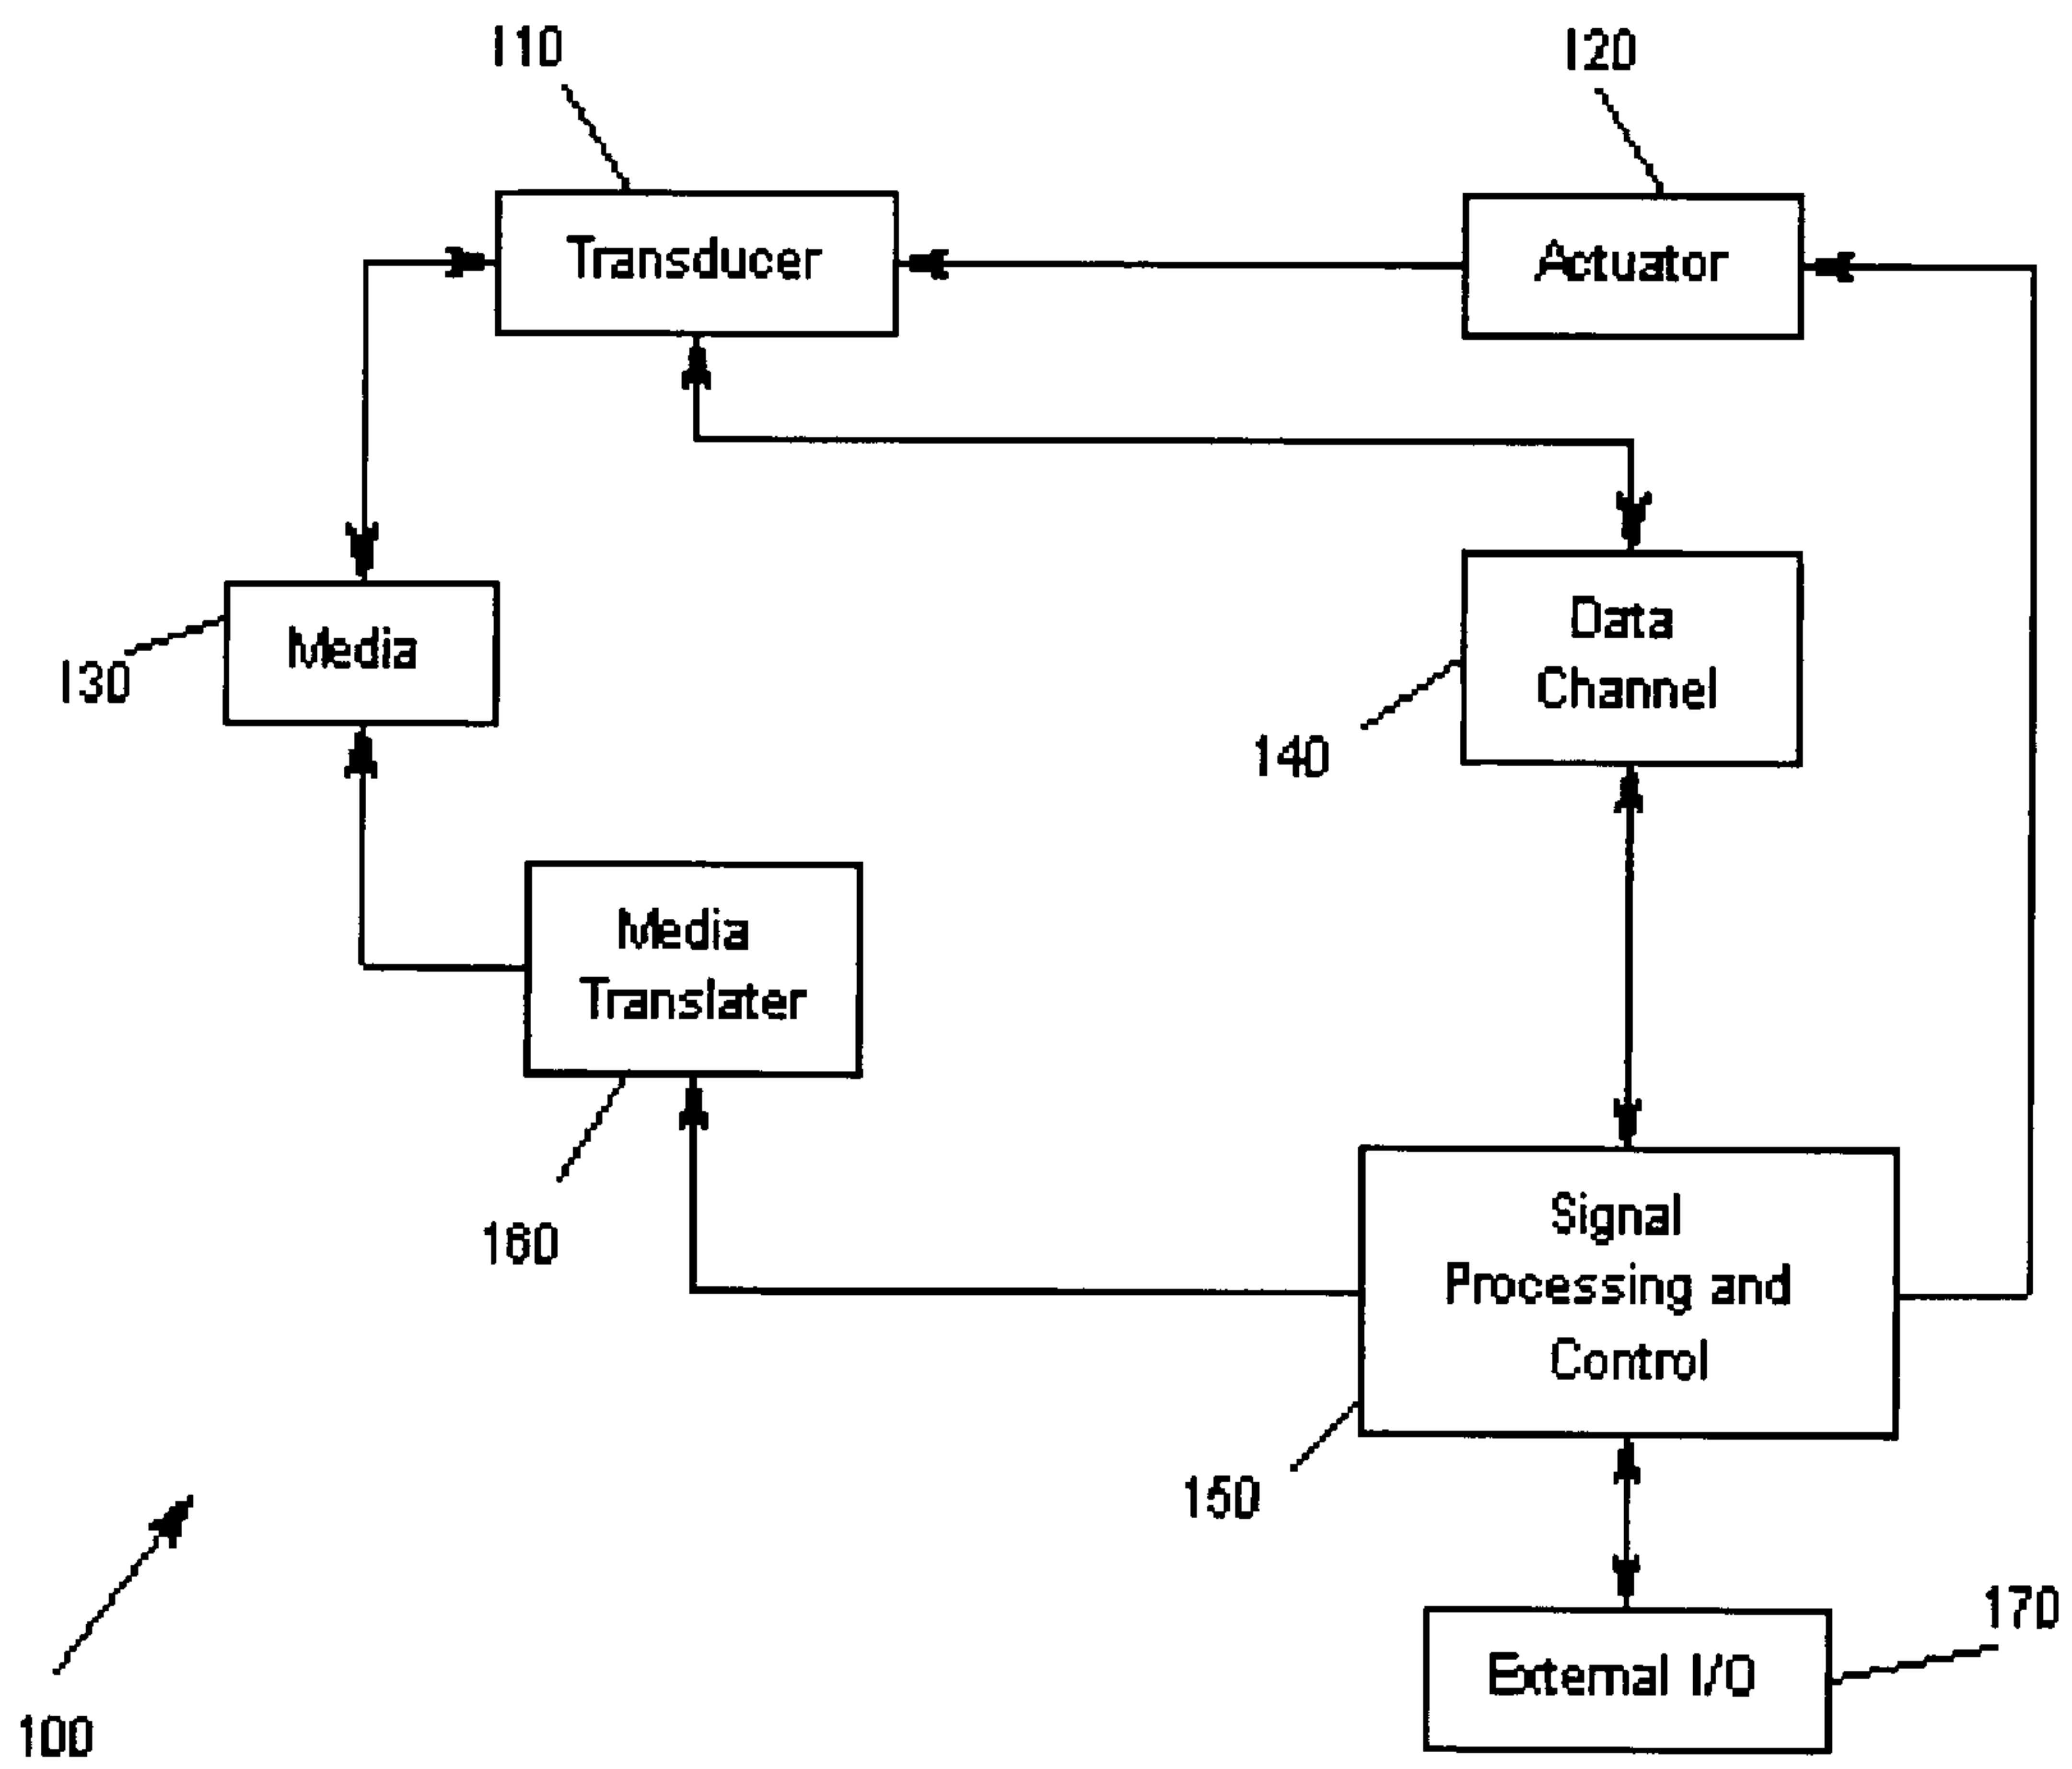 110
120
Transducer
Actuator
Media
130
Data
Channel
140
Media
Translater
160
Signal
Processing and
Control
150
170
External I/O
100